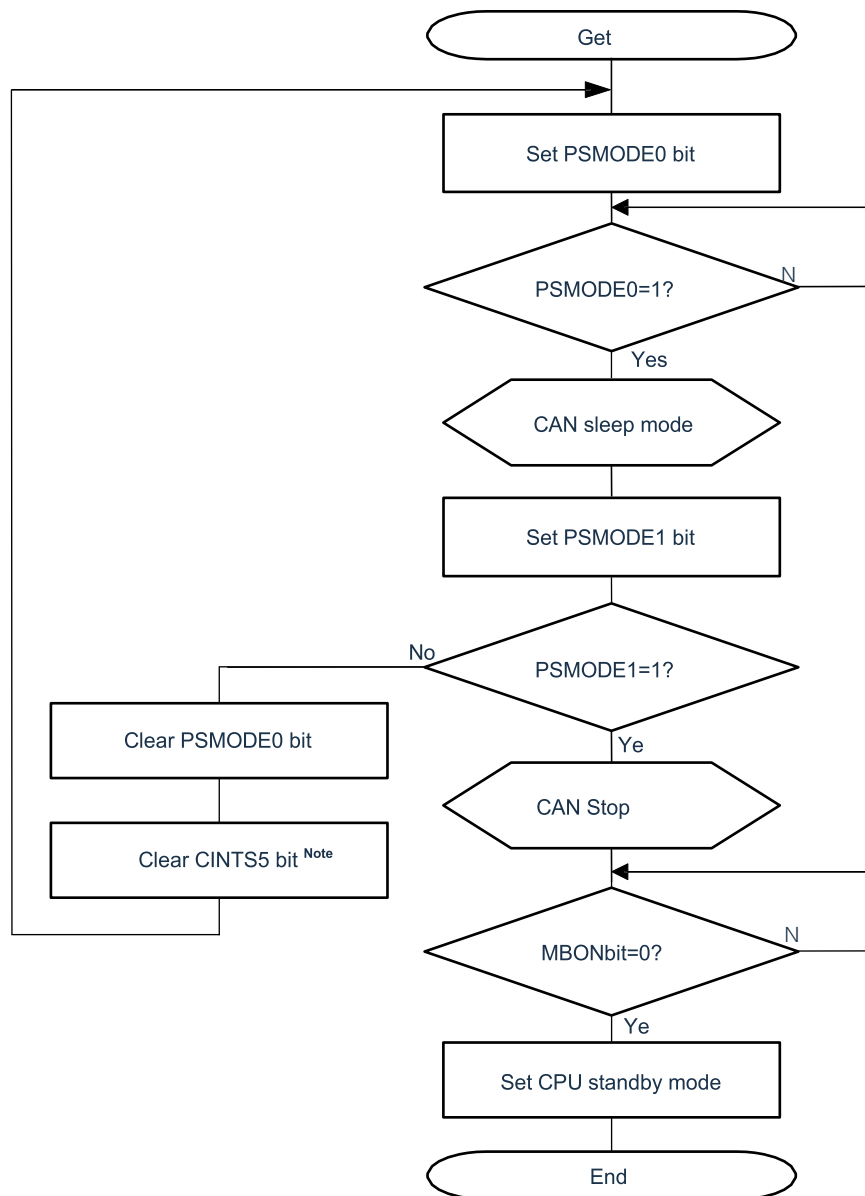 Get
Set PSMODE0 bit
PSMODE0=1?
N
Yes
CAN sleep mode
Set PSMODE1 bit
No
PSMODE1=1?
Clear PSMODE0 bit
Ye
CAN Stop
Clear CINTS5 bit Note
MBONbit=0?
N
Ye
Set CPU standby mode
End